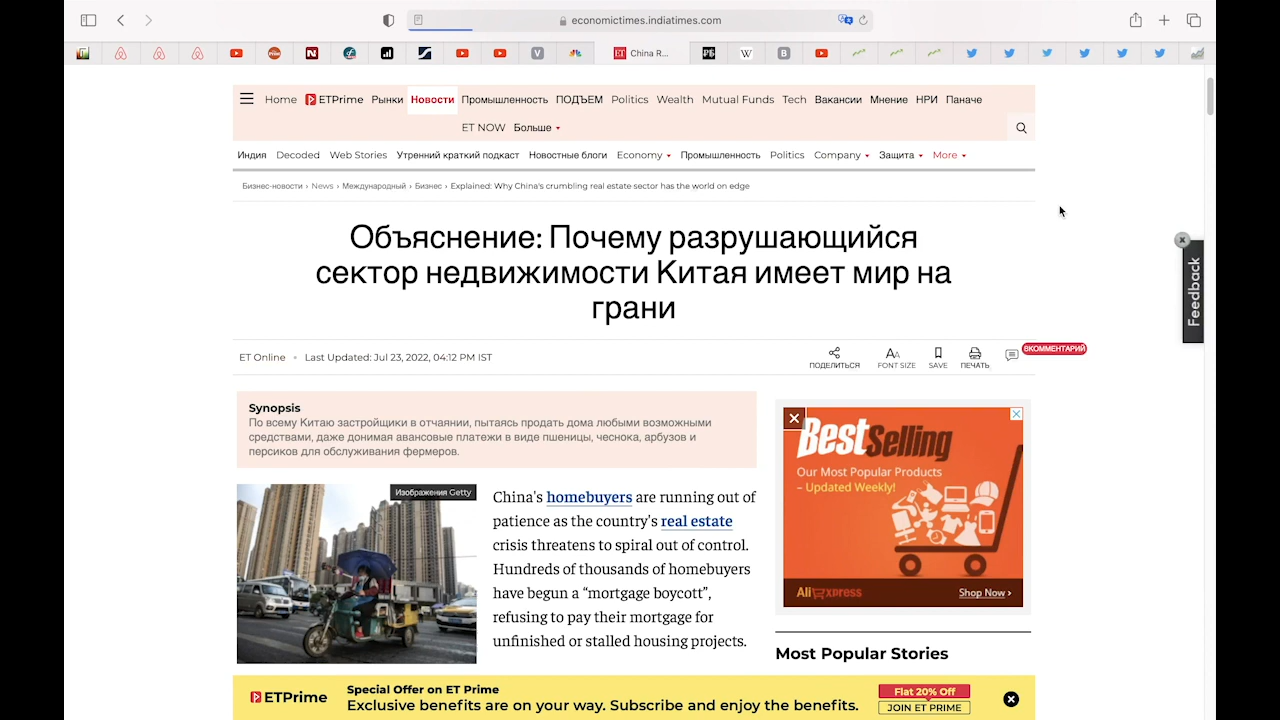 economictimes.indiatimes.com
China R...
Home ETPrime Рынки Новости Промышленность ПОДЪЕМ Politics Wealth Mutual Funds Tech Вакансии Мнение НРИ Паначе
ET NOW Больше
Индия Decoded Web Stories Утренний краткий подкаст Новостные блоги Economy Промышленность Politics Company Защита More
Бизнес-новости › News › Международный › Бизнес › Explained: Why China's crumbling real estate sector has the world on edge
Объяснение: Почему разрушающийся
сектор недвижимости Китая имеет мир на
грани
ET Online • Last Updated: Jul 23, 2022, 04:12 PM IST
ПОДЕЛИТЬСЯ FONT SIZE SAVE ПЕЧАТЬ 8КОММЕНТАРИЙ
Feedback
Synopsis
По всему Китаю застройщики в отчаянии, пытаясь продать дома любыми возможными
средствами, даже донимая авансовые платежи в виде пшеницы, чеснока, арбузов и
персиков для обслуживания фермеров.
Изображения Getty
China's homebuyers are running out of
patience as the country's real estate
crisis threatens to spiral out of control.
Hundreds of thousands of homebuyers
have begun a “mortgage boycott”,
refusing to pay their mortgage for
unfinished or stalled housing projects.
BestSelling
Our Most Popular Products
– Updated Weekly!
AliExpress Shop Now ›
Most Popular Stories
ETPrime
Special Offer on ET Prime
Exclusive benefits are on your way. Subscribe and enjoy the benefits.
Flat 20% Off
JOIN ET PRIME